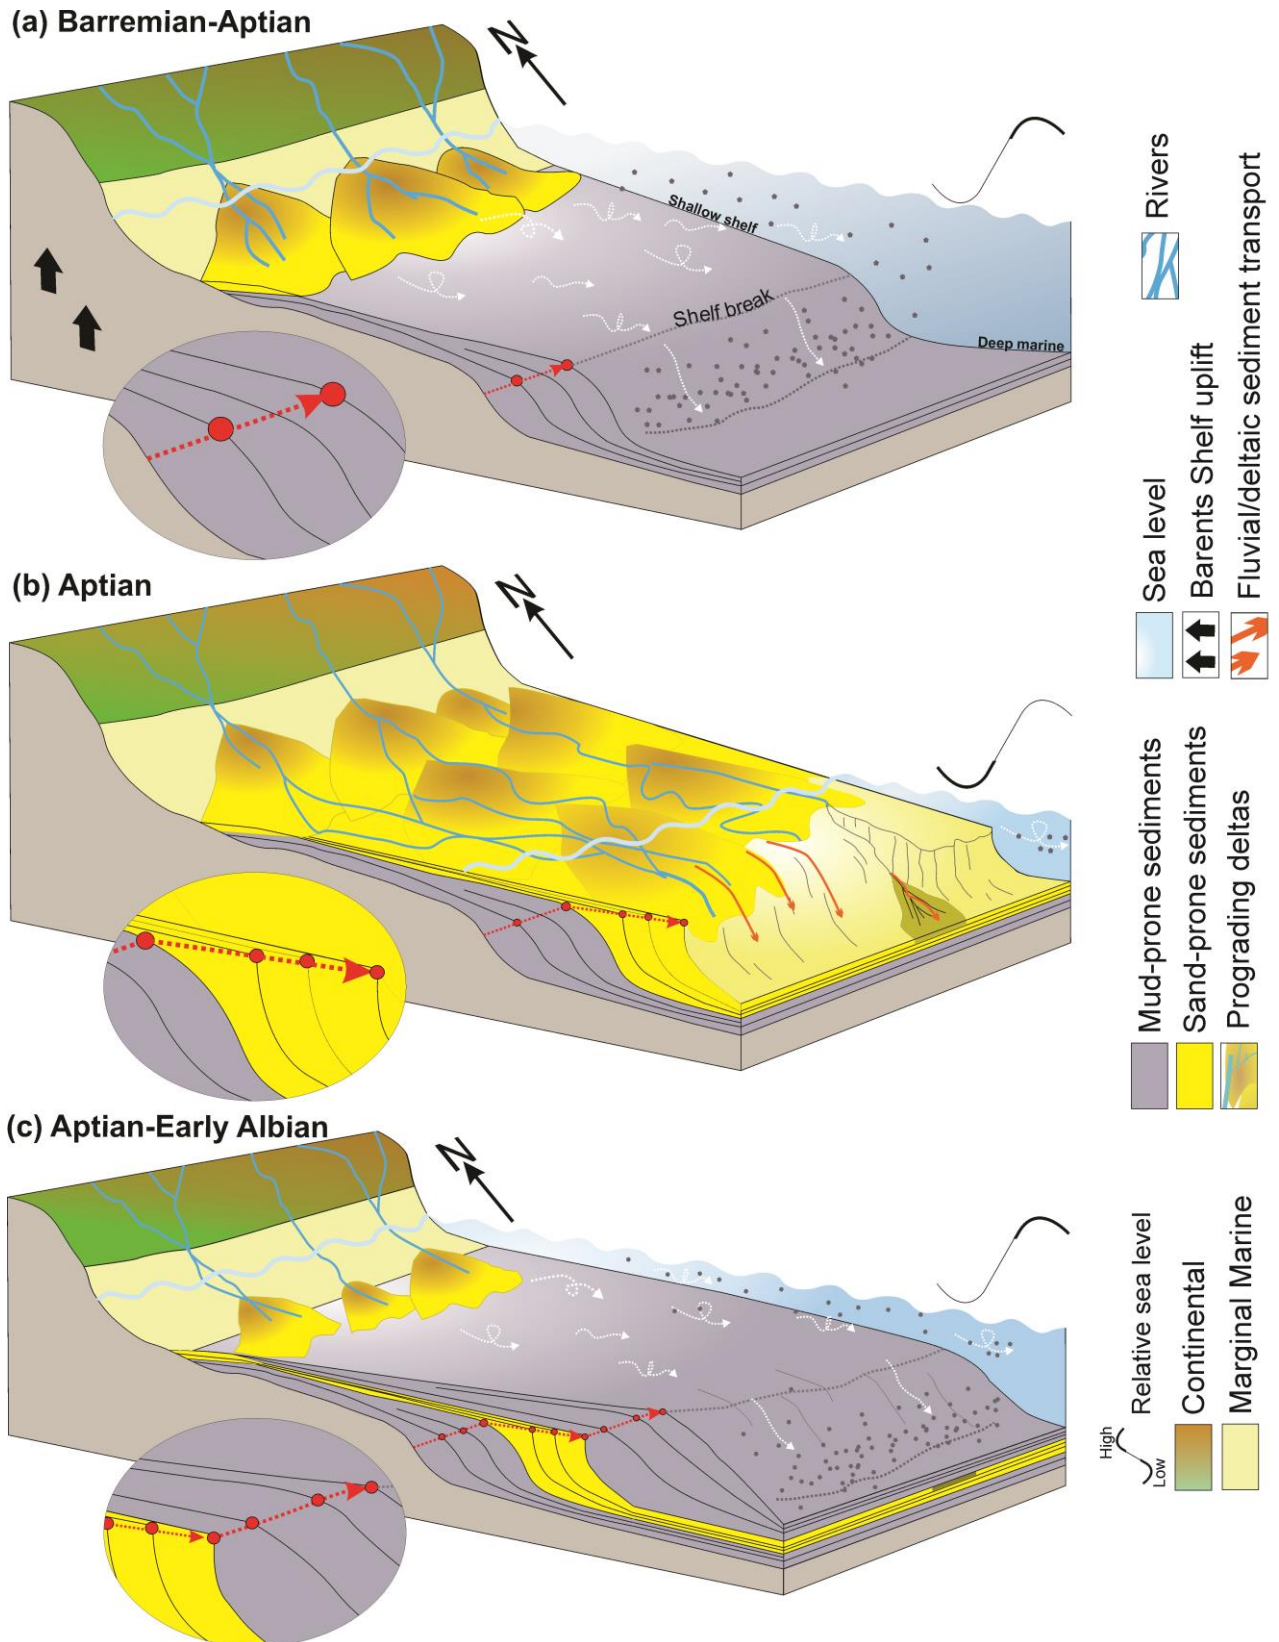 (a) Barremian-Aptian
N
Shallow shelf
Shelf break
Deep marine
(b) Aptian
N
(c) Aptian-Early Albian
N
Rivers
Sea level
Barents Shelf uplift
Fluvial/deltaic sediment transport
Mud-prone sediments
Sand-prone sediments
Prograding deltas
High
Low
Relative sea level
Continental
Marginal Marine